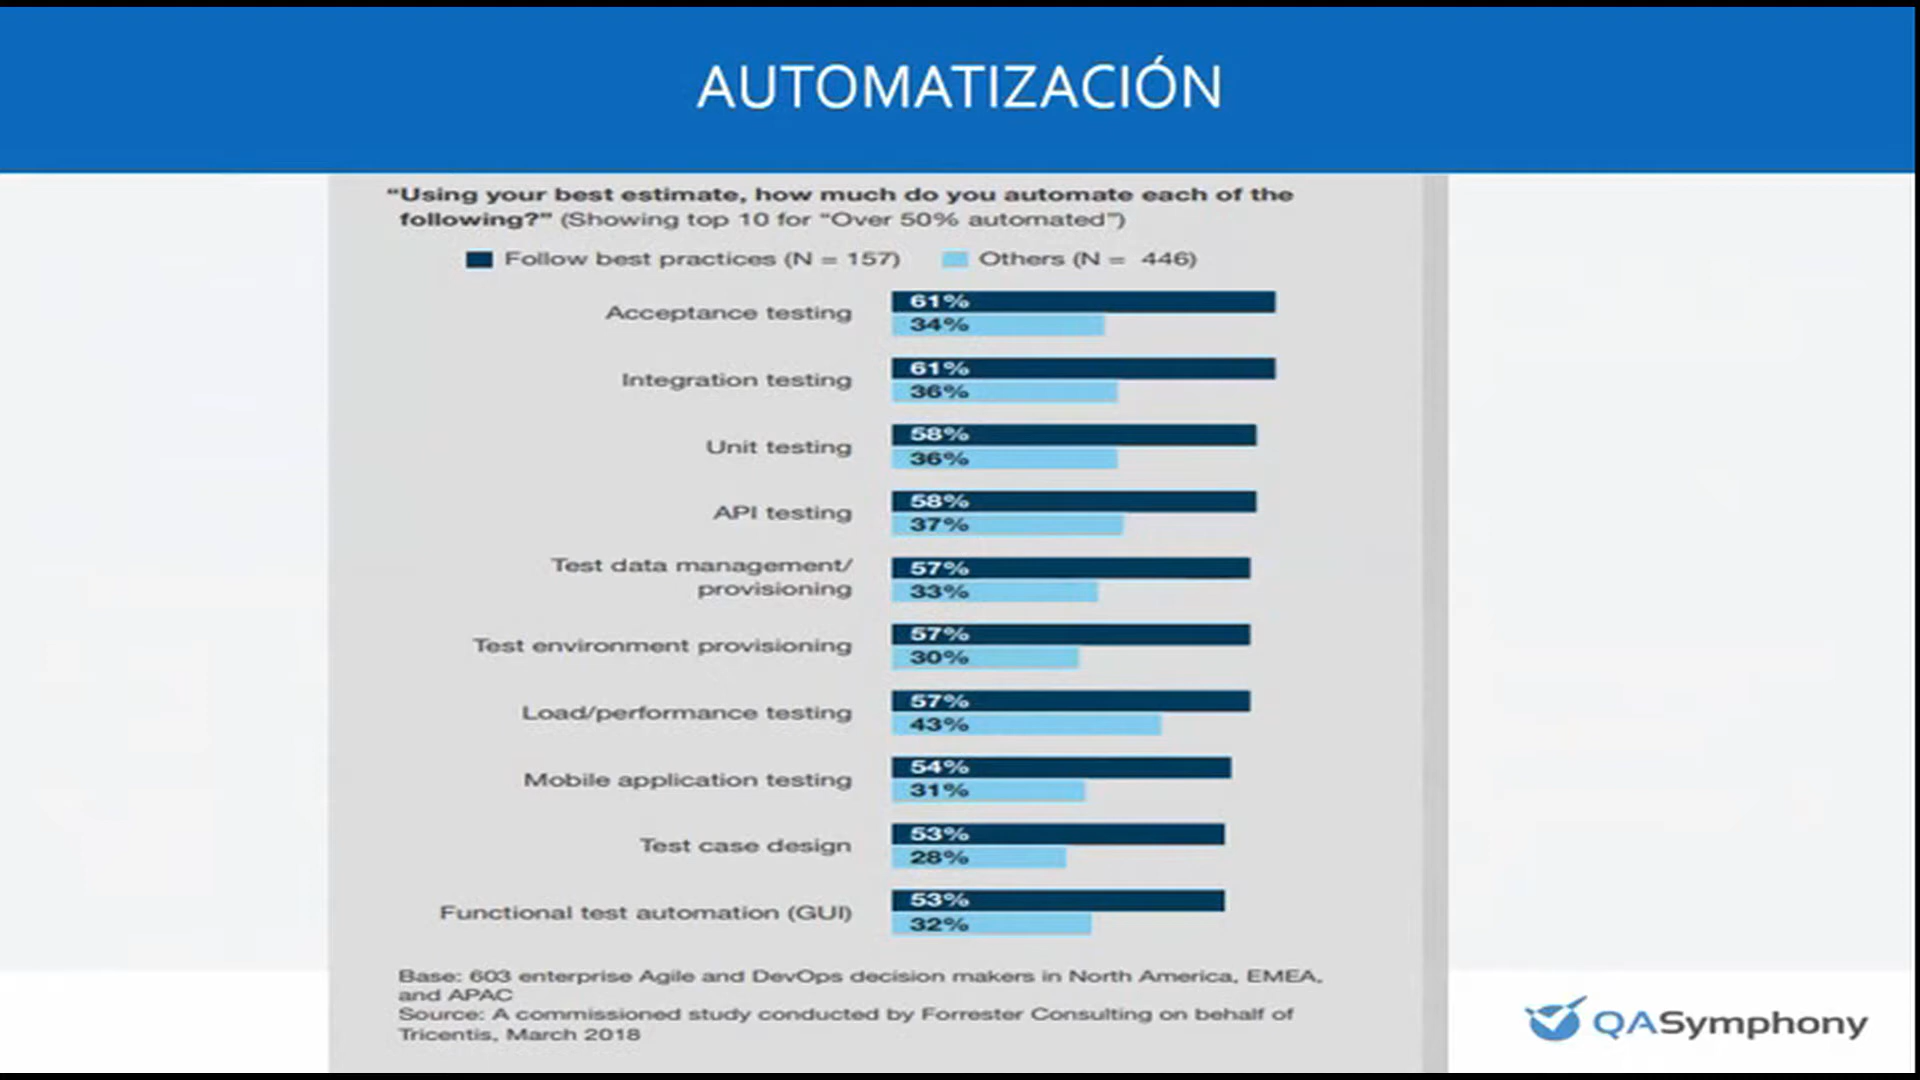 AUTOMATIZACIÓN
“Using your best estimate, how much do you automate each of the
following?” (Showing top 10 for “Over 50% automated”)
Follow best practices (N = 157) Others (N = 446)
Acceptance testing
61%
34%
Integration testing
61%
36%
Unit testing
58%
36%
API testing
58%
37%
Test data management/
provisioning
57%
33%
Test environment provisioning
57%
30%
Load/performance testing
57%
43%
Mobile application testing
54%
31%
Test case design
53%
28%
Functional test automation (GUI)
53%
32%
Base: 603 enterprise Agile and DevOps decision makers in North America, EMEA,
and APAC
Source: A commissioned study conducted by Forrester Consulting on behalf of
Tricentis, March 2018
QASymphony